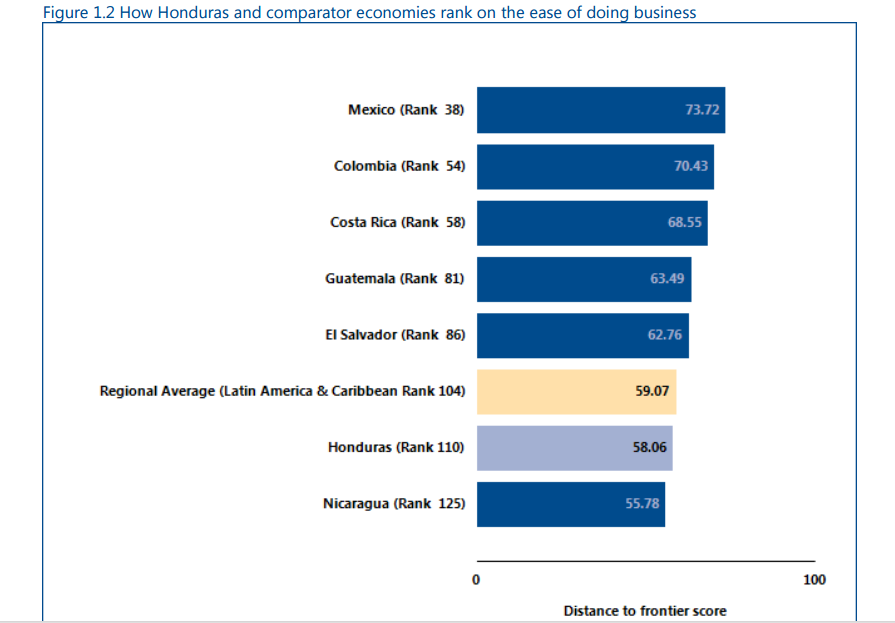 Figure 1.2 How Honduras and comparator economies rank on the ease of doing business
Mexico (Rank 38) 73.72
Colombia (Rank 54) 70.43
Costa Rica (Rank 58) 68.55
Guatemala (Rank 81) 63.49
El Salvador (Rank 86) 62.76
Regional Average (Latin America & Caribbean Rank 104) 59.07
Honduras (Rank 110) 58.06
Nicaragua (Rank 125) 55.78
0 100
Distance to frontier score